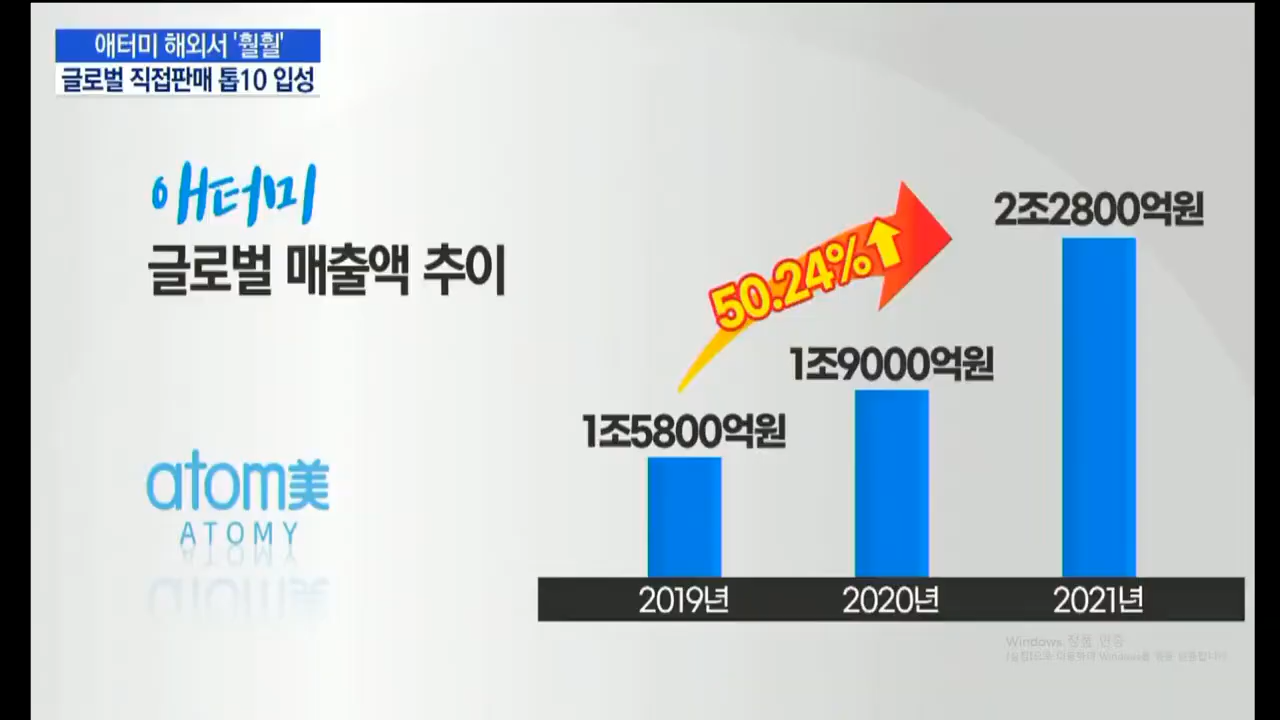 애터미 해외서 '훨훨'
글로벌 직접판매 톱10 입성
애터미
글로벌 매출액 추이
50.24%
2조2800억원
1조9000억원
1조5800억원
atom美
ATOMY
2019년 2020년 2021년
Windows 정품 인증